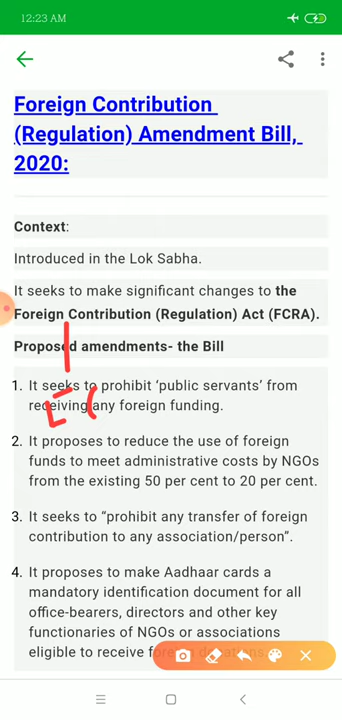 12:23 AM
Foreign Contribution
(Regulation) Amendment Bill,
2020:
Context:
Introduced in the Lok Sabha.
It seeks to make significant changes to the
Foreign Contribution (Regulation) Act (FCRA).
Proposed amendments- the Bill
1. It seeks to prohibit ‘public servants’ from
receiving any foreign funding.
2. It proposes to reduce the use of foreign
funds to meet administrative costs by NGOs
from the existing 50 per cent to 20 per cent.
3. It seeks to “prohibit any transfer of foreign
contribution to any association/person”.
4. It proposes to make Aadhaar cards a
mandatory identification document for all
office-bearers, directors and other key
functionaries of NGOs or associations
eligible to receive